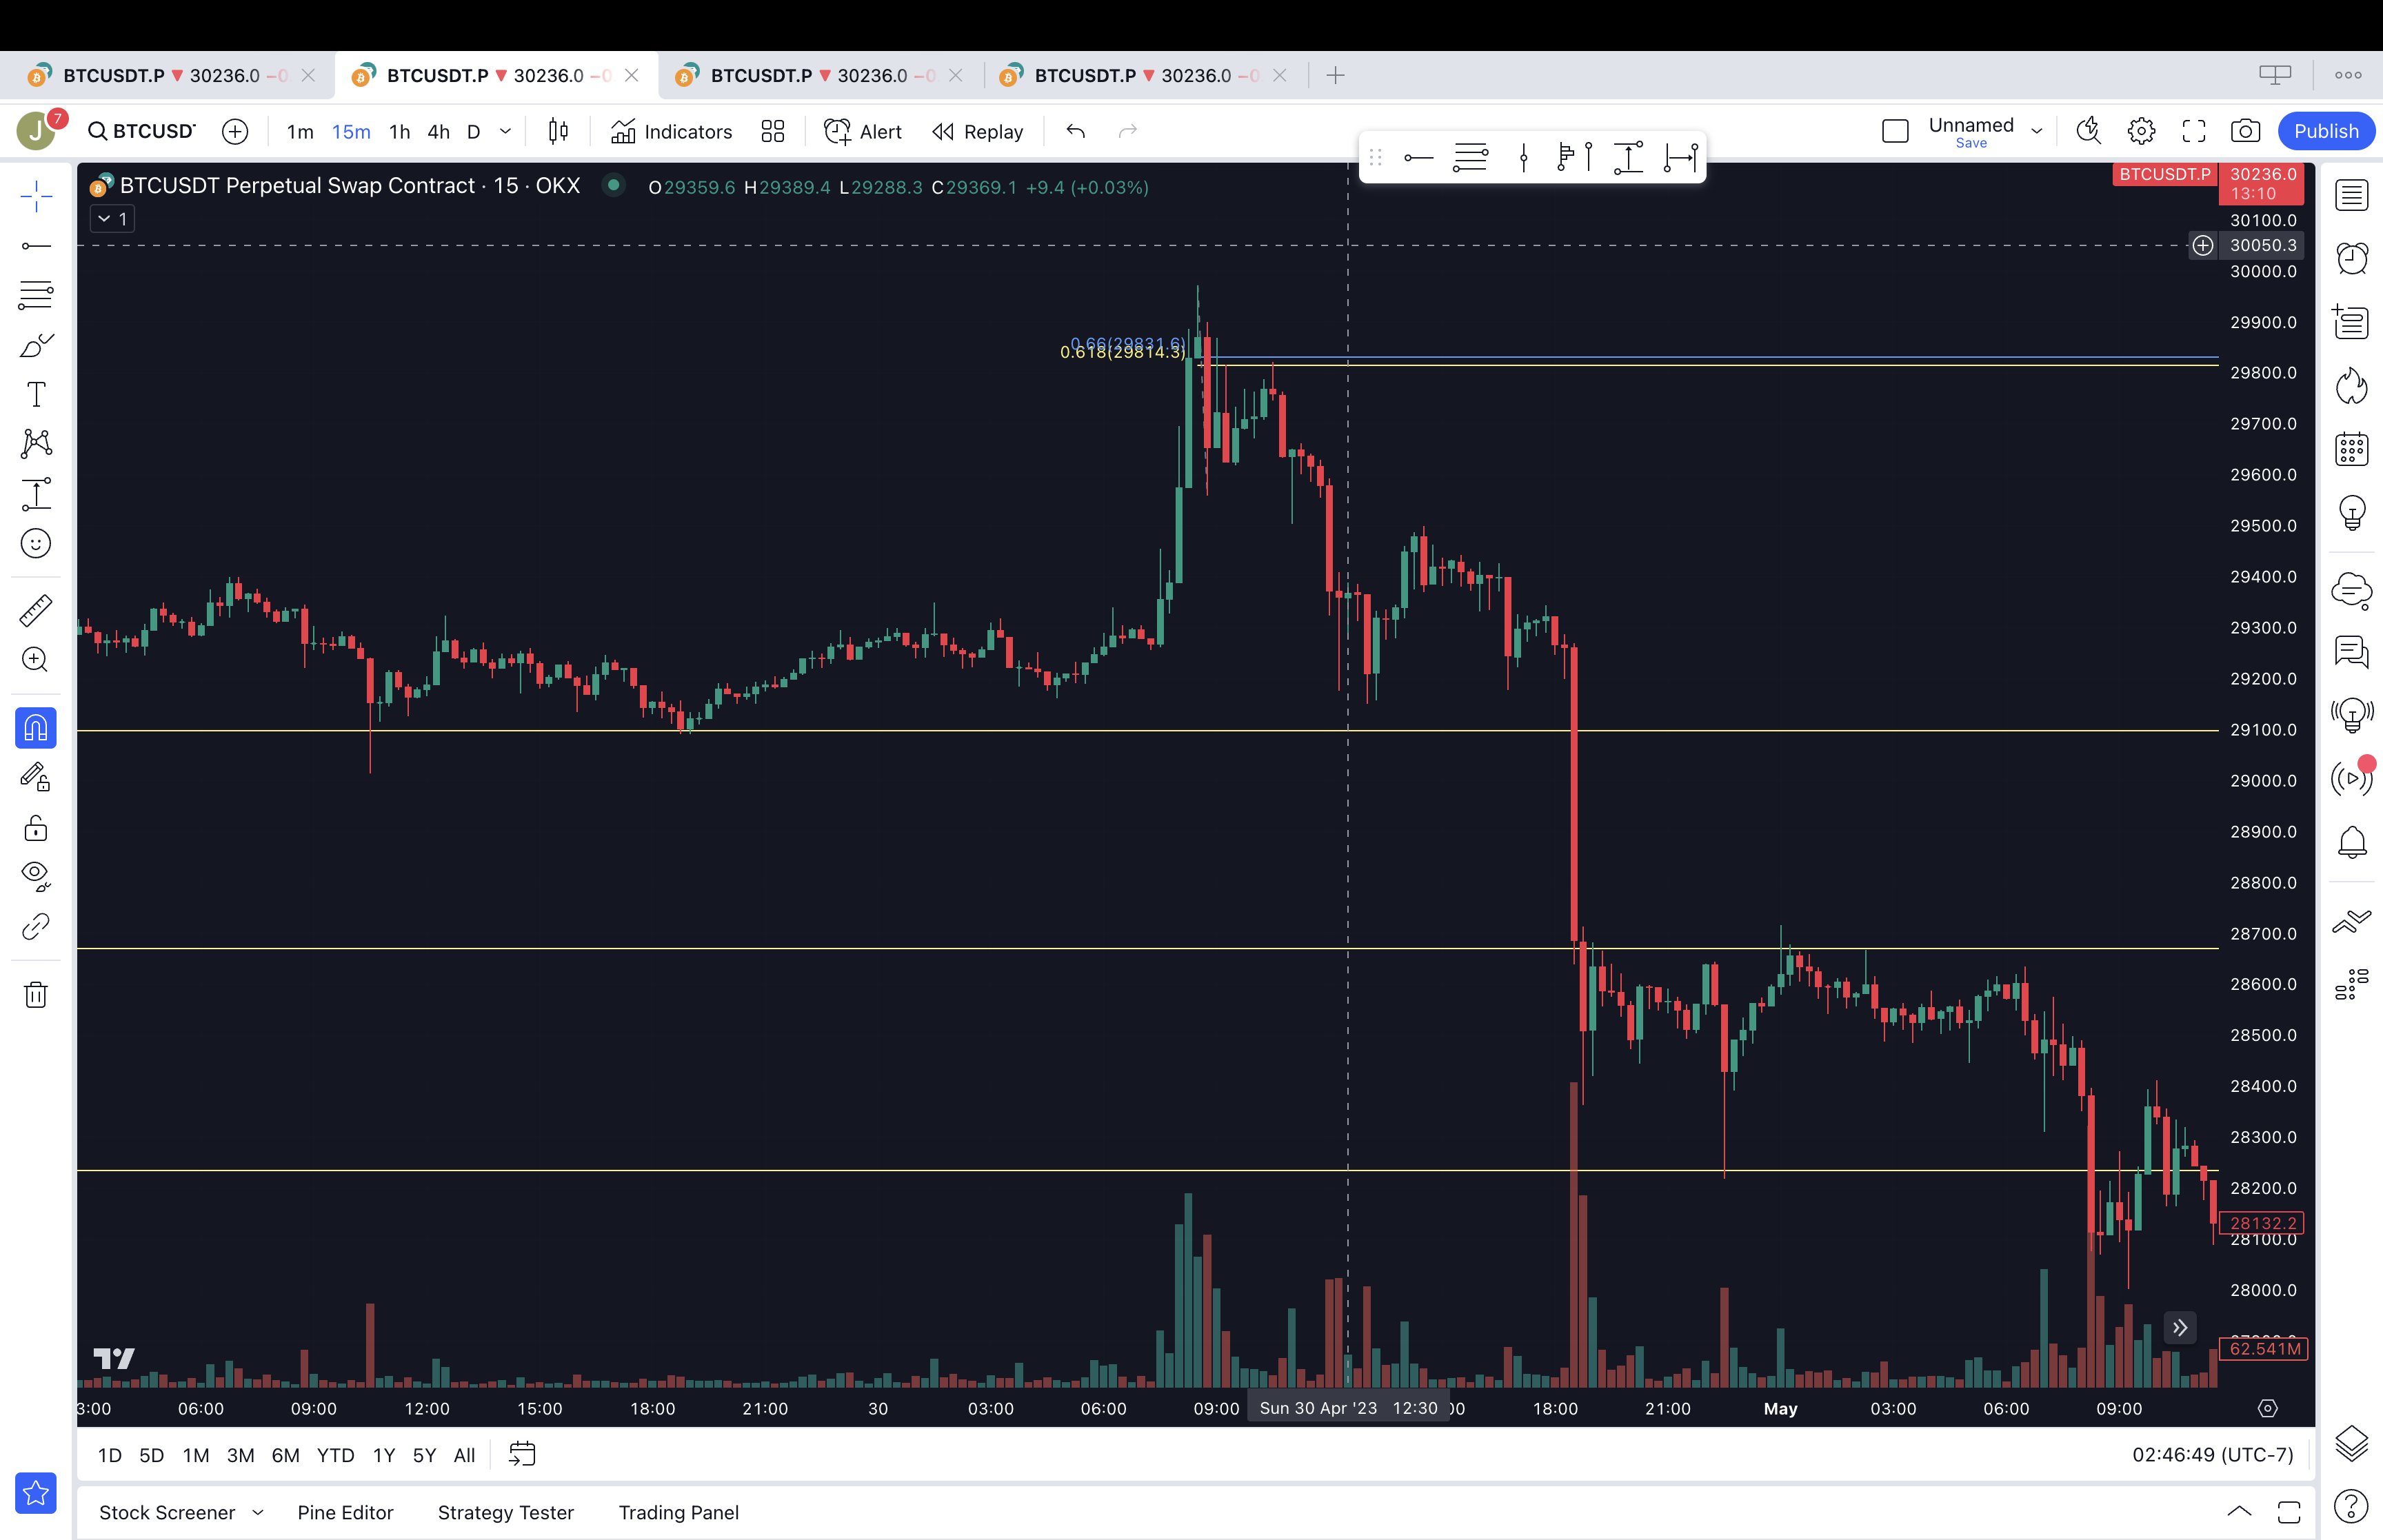 BTCUSDT.P ▼ 30236.0 −0
BTCUSDT.P ▼ 30236.0 −0
BTCUSDT.P ▼ 30236.0 −0
BTCUSDT.P ▼ 30236.0 −0
J 7 BTCUSD 1m 15m 1h 4h D Indicators Alert Replay Unnamed Save Publish
BTCUSDT Perpetual Swap Contract · 15 · OKX O29359.6 H29389.4 L29288.3 C29369.1 +9.4 (+0.03%)
1
BTCUSDT.P 30236.0
13:10
30100.0
30050.3
30000.0
29900.0
0.66(29831.6)
0.618(29814.3)
29800.0
29700.0
29600.0
29500.0
29400.0
29300.0
29200.0
29100.0
29000.0
28900.0
28800.0
28700.0
28600.0
28500.0
28400.0
28300.0
28200.0
28132.2
28100.0
28000.0
62.541M
3:00 06:00 09:00 12:00 15:00 18:00 21:00 30 03:00 06:00 09:00 Sun 30 Apr '23 12:30 18:00 21:00 May 03:00 06:00 09:00
1D 5D 1M 3M 6M YTD 1Y 5Y All 02:46:49 (UTC-7)
Stock Screener Pine Editor Strategy Tester Trading Panel